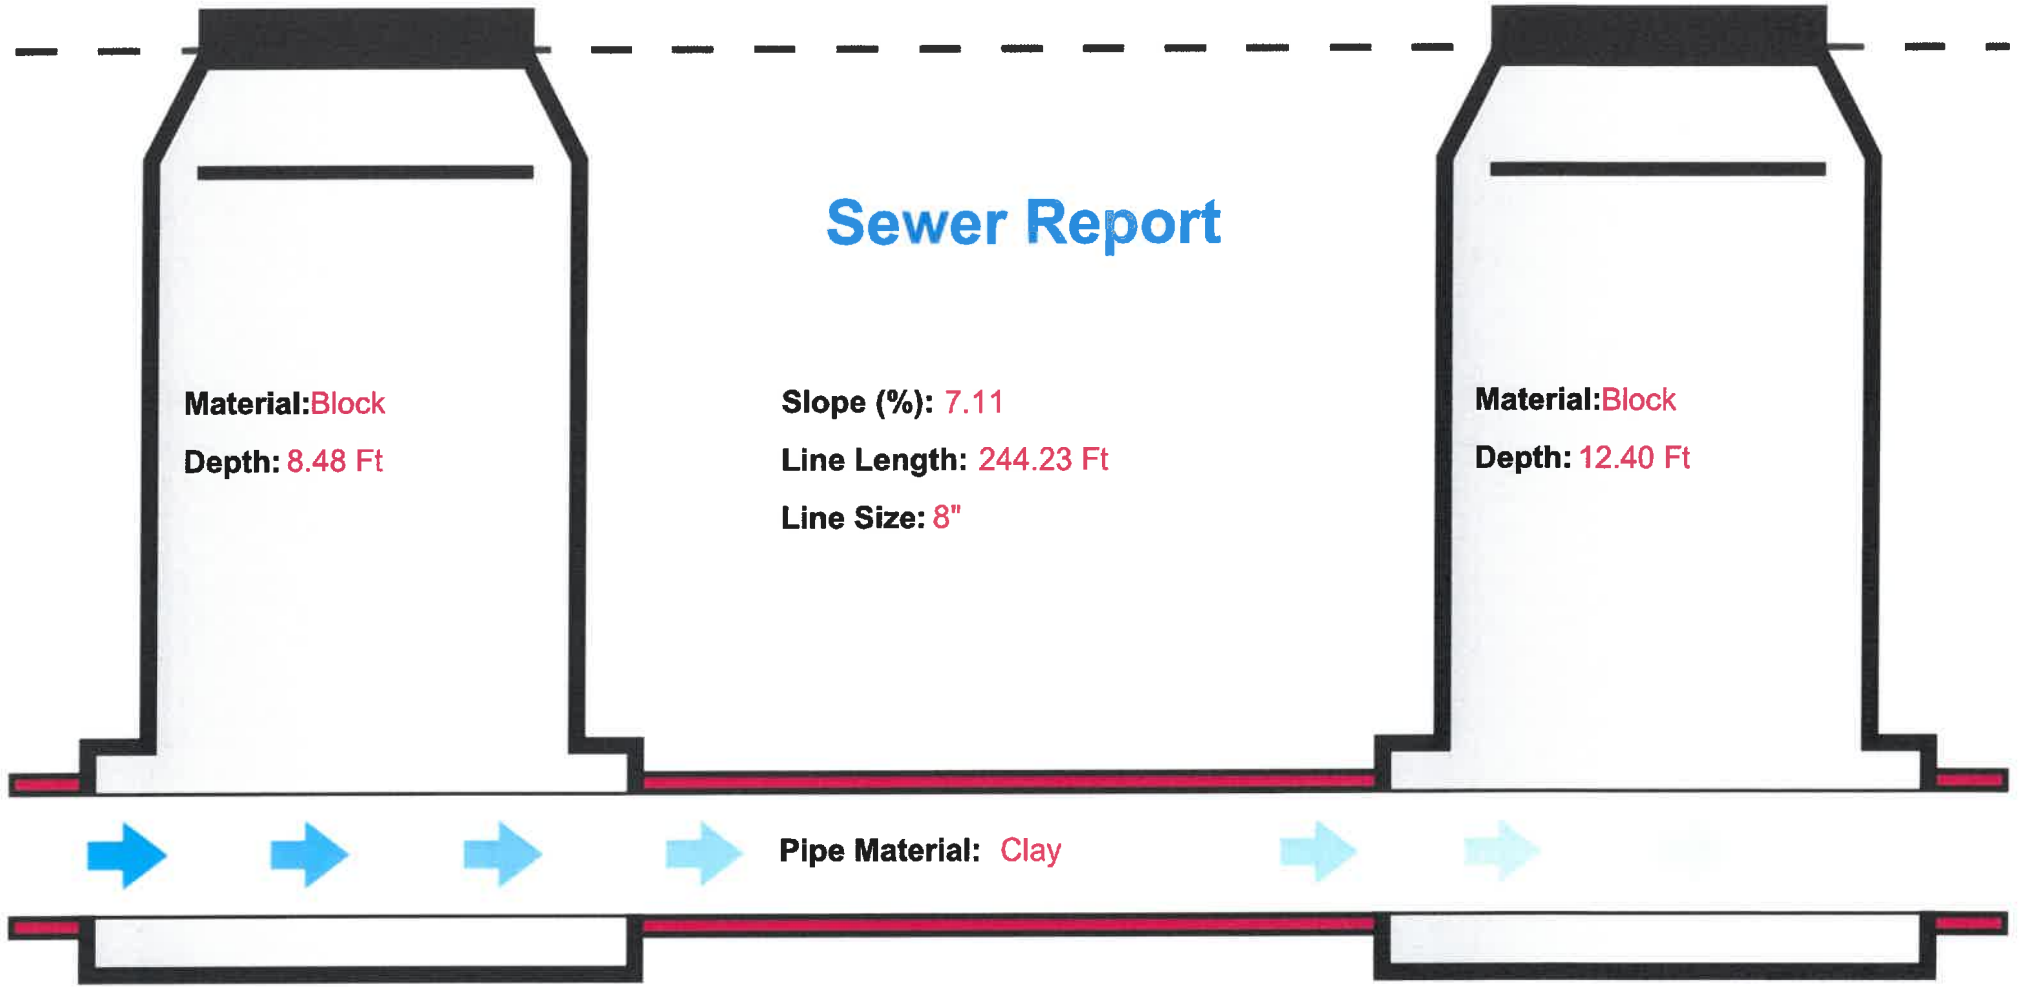 Sewer Report
Material:Block
Depth: 8.48 Ft
Slope (%): 7.11
Line Length: 244.23 Ft
Line Size: 8"
Material:Block
Depth: 12.40 Ft
Pipe Material: Clay